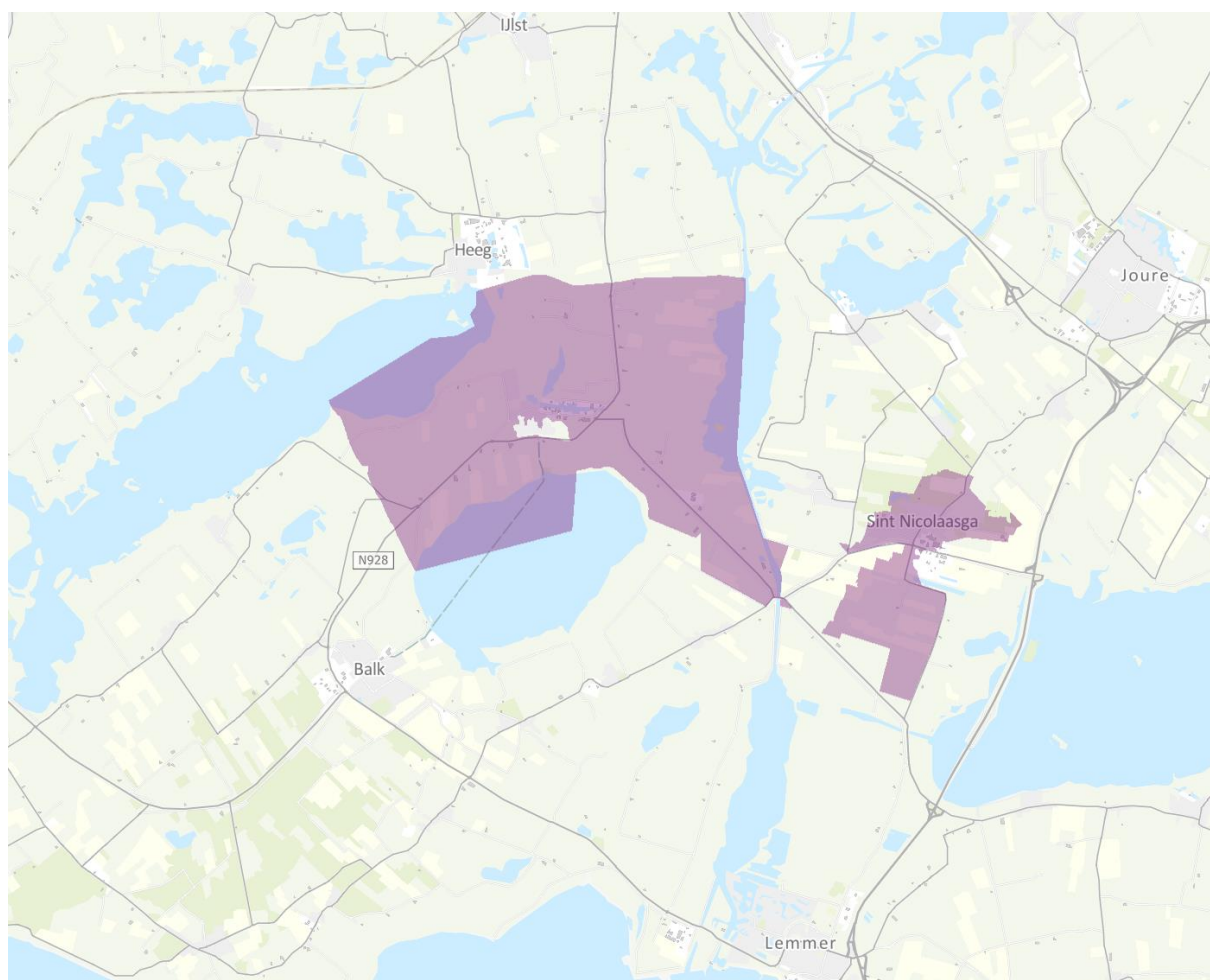 IJlst
Heeg
Joure
Sint Nicolaasga
N928
Balk
Lemmer